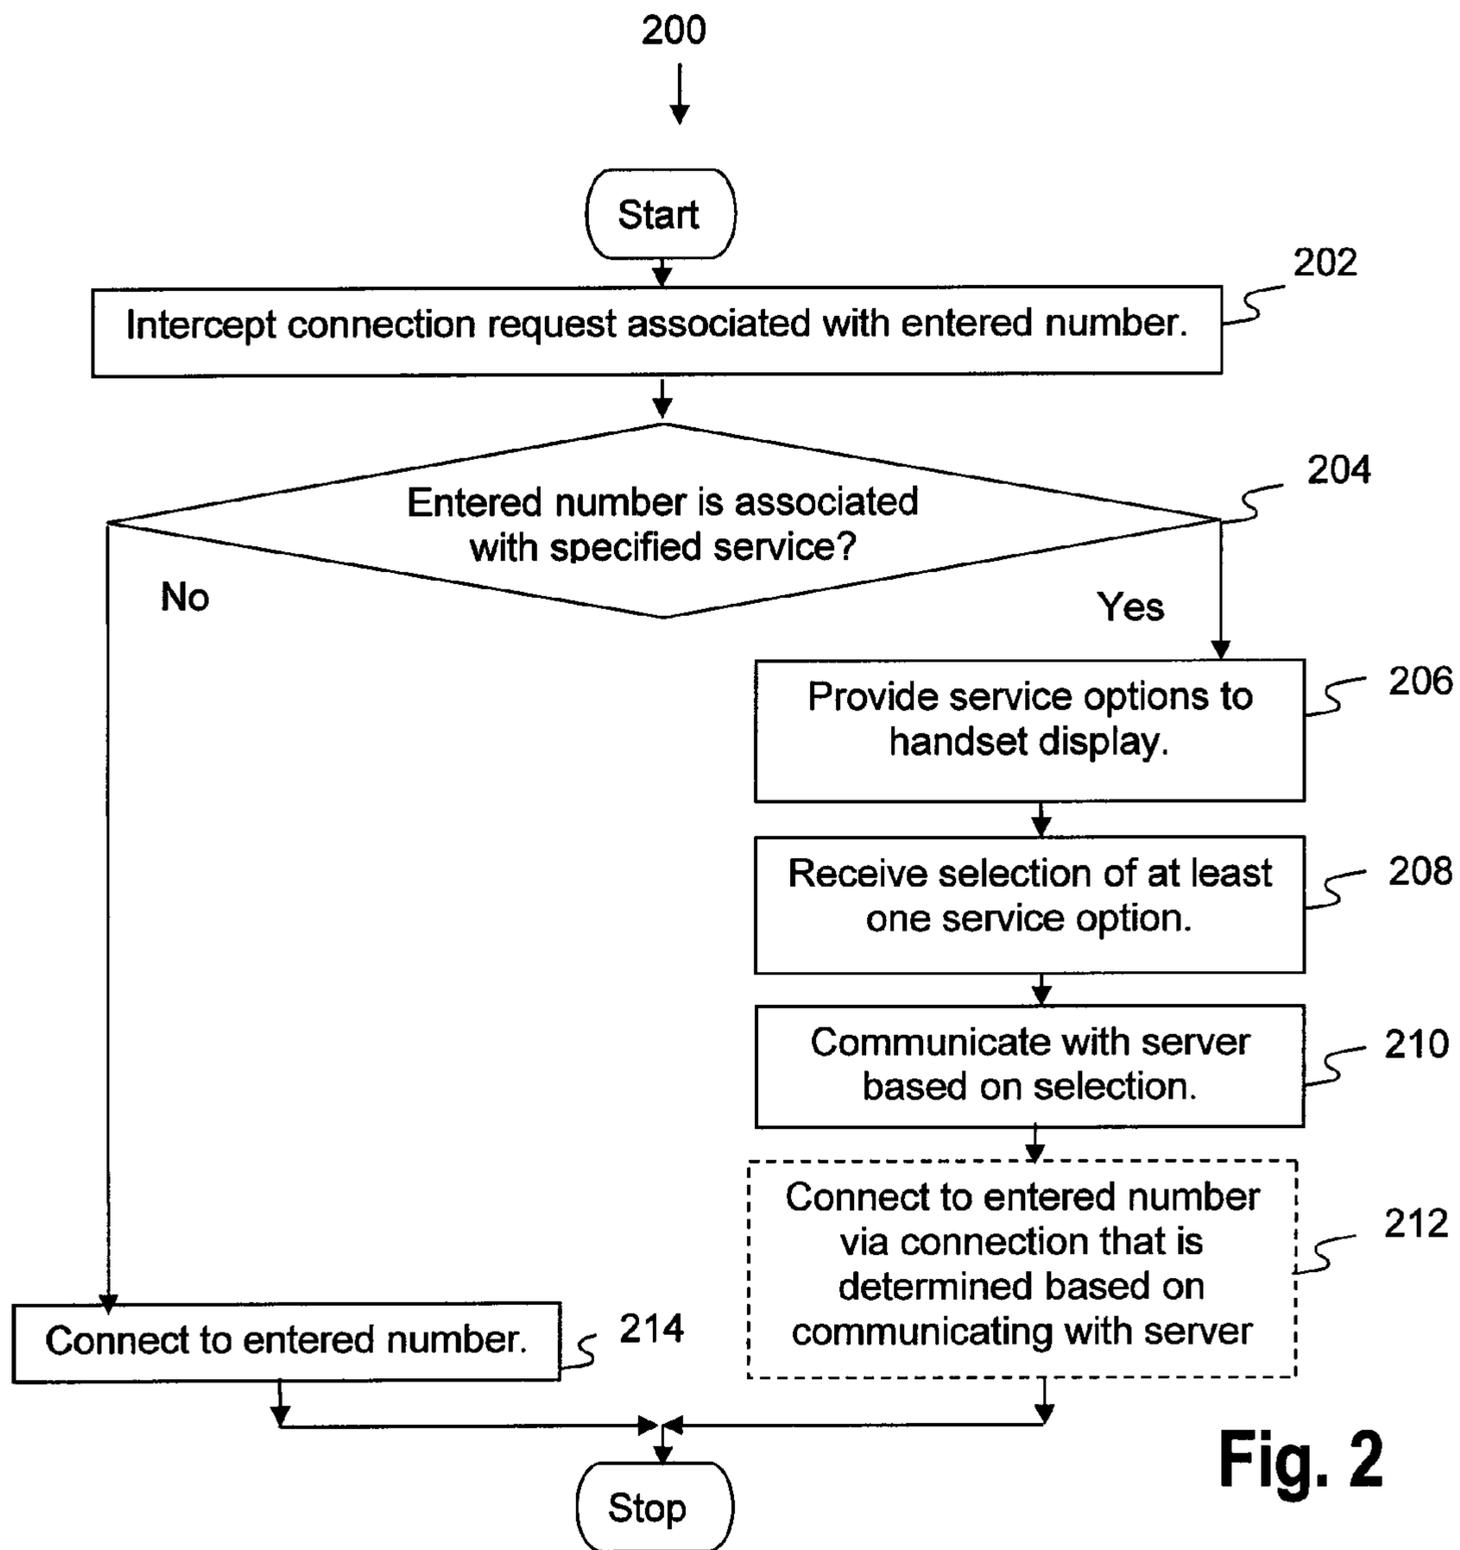 200
Start
202
Intercept connection request associated with entered number.
204
Entered number is associated
with specified service?
No
Yes
206
Provide service options to
handset display.
208
Receive selection of at least
one service option.
210
Communicate with server
based on selection.
212
Connect to entered number
via connection that is
determined based on
communicating with server
214
Connect to entered number.
Stop
Fig. 2